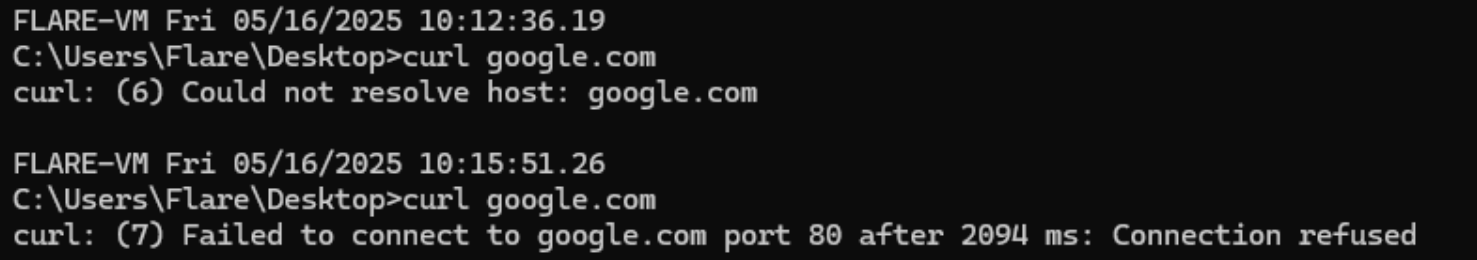 FLARE-VM Fri 05/16/2025 10:12:36.19
C:\Users\Flare\Desktop>curl google.com
curl: (6) Could not resolve host: google.com
FLARE-VM Fri 05/16/2025 10:15:51.26
C:\Users\Flare\Desktop>curl google.com
curl: (7) Failed to connect to google.com port 80 after 2094 ms: Connection refused